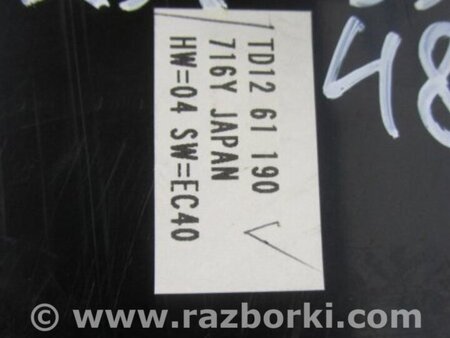 TD12 61 190
716Y JAPAN
HW=04 SW=EC40
48
© www.razborki.com